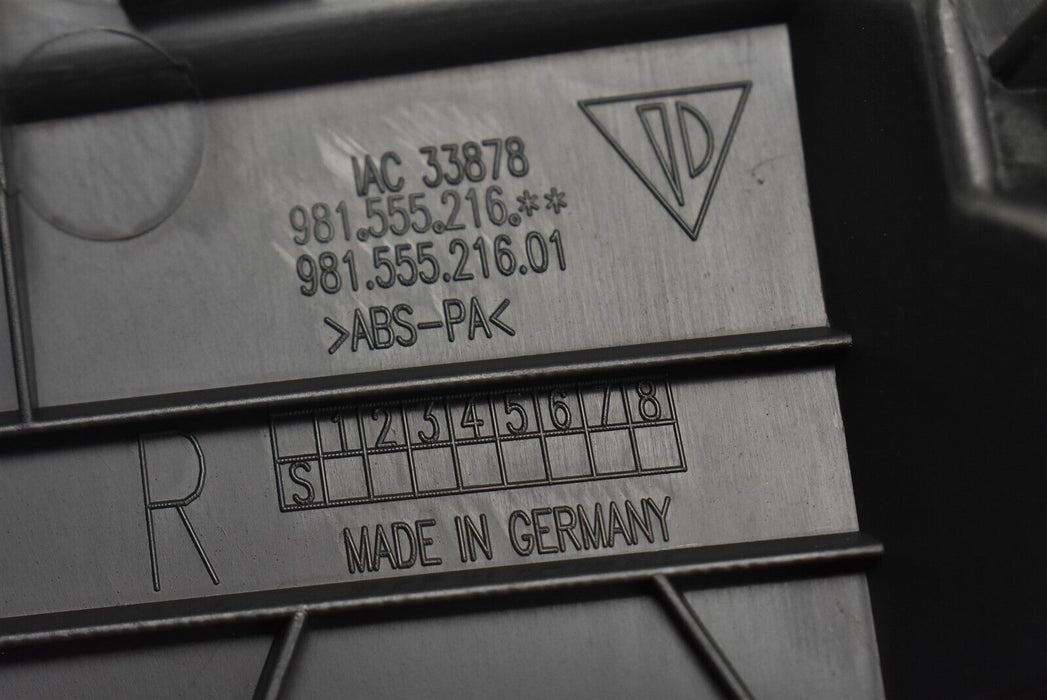 IAC 33878
981.555.216.**
981.555.216.01
>ABS-PA<
1 2 3 4 5 6 7 8
S
R
MADE IN GERMANY